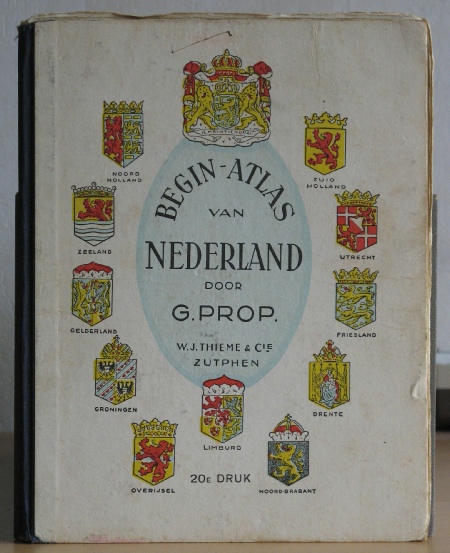 BEGIN-ATLAS
VAN
NEDERLAND
DOOR
G. PROP.
W.J. THIEME & CIE
ZUTPHEN
NOORD
HOLLAND
ZUID
HOLLAND
ZEELAND
UTRECHT
GELDERLAND
FRIESLAND
GRONINGEN
DRENTE
LIMBURG
OVERIJSEL
20E DRUK
NOORD-BRABANT